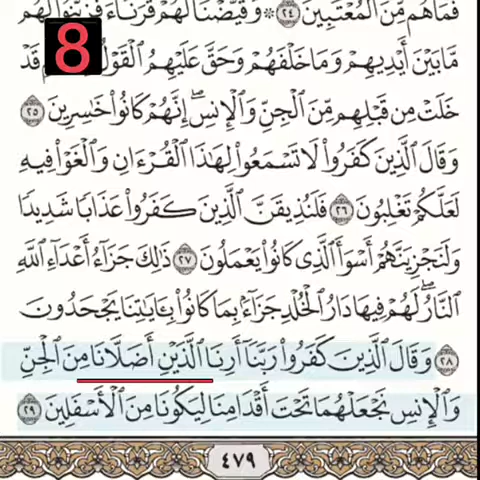 فَمَا هُم مِّنَ ٱلْمُعْتَبِينَ ٢٤ ۞ وَقَيَّضْنَا لَهُمْ قُرَنَآءَ فَزَيَّنُوا۟ لَهُم
8
مَّا بَيْنَ أَيْدِيهِمْ وَمَا خَلْفَهُمْ وَحَقَّ عَلَيْهِمُ ٱلْقَوْلُ قَدْ
خَلَتْ مِن قَبْلِهِم مِّنَ ٱلْجِنِّ وَٱلْإِنسِ ۖ إِنَّهُمْ كَانُوا۟ خَـٰسِرِينَ ٢٥
وَقَالَ ٱلَّذِينَ كَفَرُوا۟ لَا تَسْمَعُوا۟ لِهَـٰذَا ٱلْقُرْءَانِ وَٱلْغَوْا۟ فِيهِ
لَعَلَّكُمْ تَغْلِبُونَ ٢٦ فَلَنُذِيقَنَّ ٱلَّذِينَ كَفَرُوا۟ عَذَابًا شَدِيدًا
وَلَنَجْزِيَنَّهُمْ أَسْوَأَ ٱلَّذِى كَانُوا۟ يَعْمَلُونَ ٢٧ ذَٰلِكَ جَزَآءُ أَعْدَآءِ ٱللَّهِ
ٱلنَّارُ ۖ لَهُمْ فِيهَا دَارُ ٱلْخُلْدِ ۖ جَزَآءًۢ بِمَا كَانُوا۟ بِـَٔايَـٰتِنَا يَجْحَدُونَ
٢٨ وَقَالَ ٱلَّذِينَ كَفَرُوا۟ رَبَّنَآ أَرِنَا ٱلَّذَيْنِ أَضَلَّانَا مِنَ ٱلْجِنِّ
وَٱلْإِنسِ نَجْعَلْهُمَا تَحْتَ أَقْدَامِنَا لِيَكُونَا مِنَ ٱلْأَسْفَلِينَ ٢٩
٤٧٩